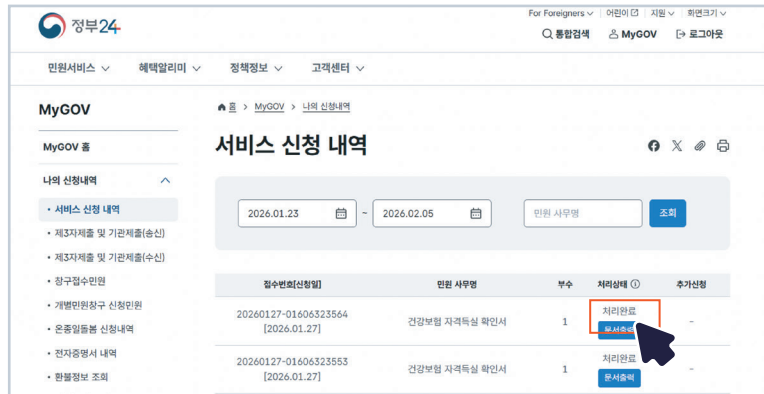 For Foreigners 어린이 지원 화면크기
정부24
통합검색 MyGOV 로그아웃
민원서비스 혜택알리미 정책정보 고객센터
MyGOV
홈 > MyGOV > 나의 신청내역
MyGOV 홈
서비스 신청 내역
나의 신청내역
• 서비스 신청 내역
• 제3자제출 및 기관제출(송신)
• 제3자제출 및 기관제출(수신)
• 창구접수민원
• 개별민원창구 신청민원
• 온종일돌봄 신청내역
• 전자증명서 내역
• 환불정보 조회
2026.01.23 ~ 2026.02.05 민원 사무명 조회
접수번호[신청일] 민원 사무명 부수 처리상태 추가신청
20260127-01606323564
[2026.01.27]
건강보험 자격득실 확인서 1
처리완료
문서출력
-
20260127-01606323553
[2026.01.27]
건강보험 자격득실 확인서 1
처리완료
문서출력
-